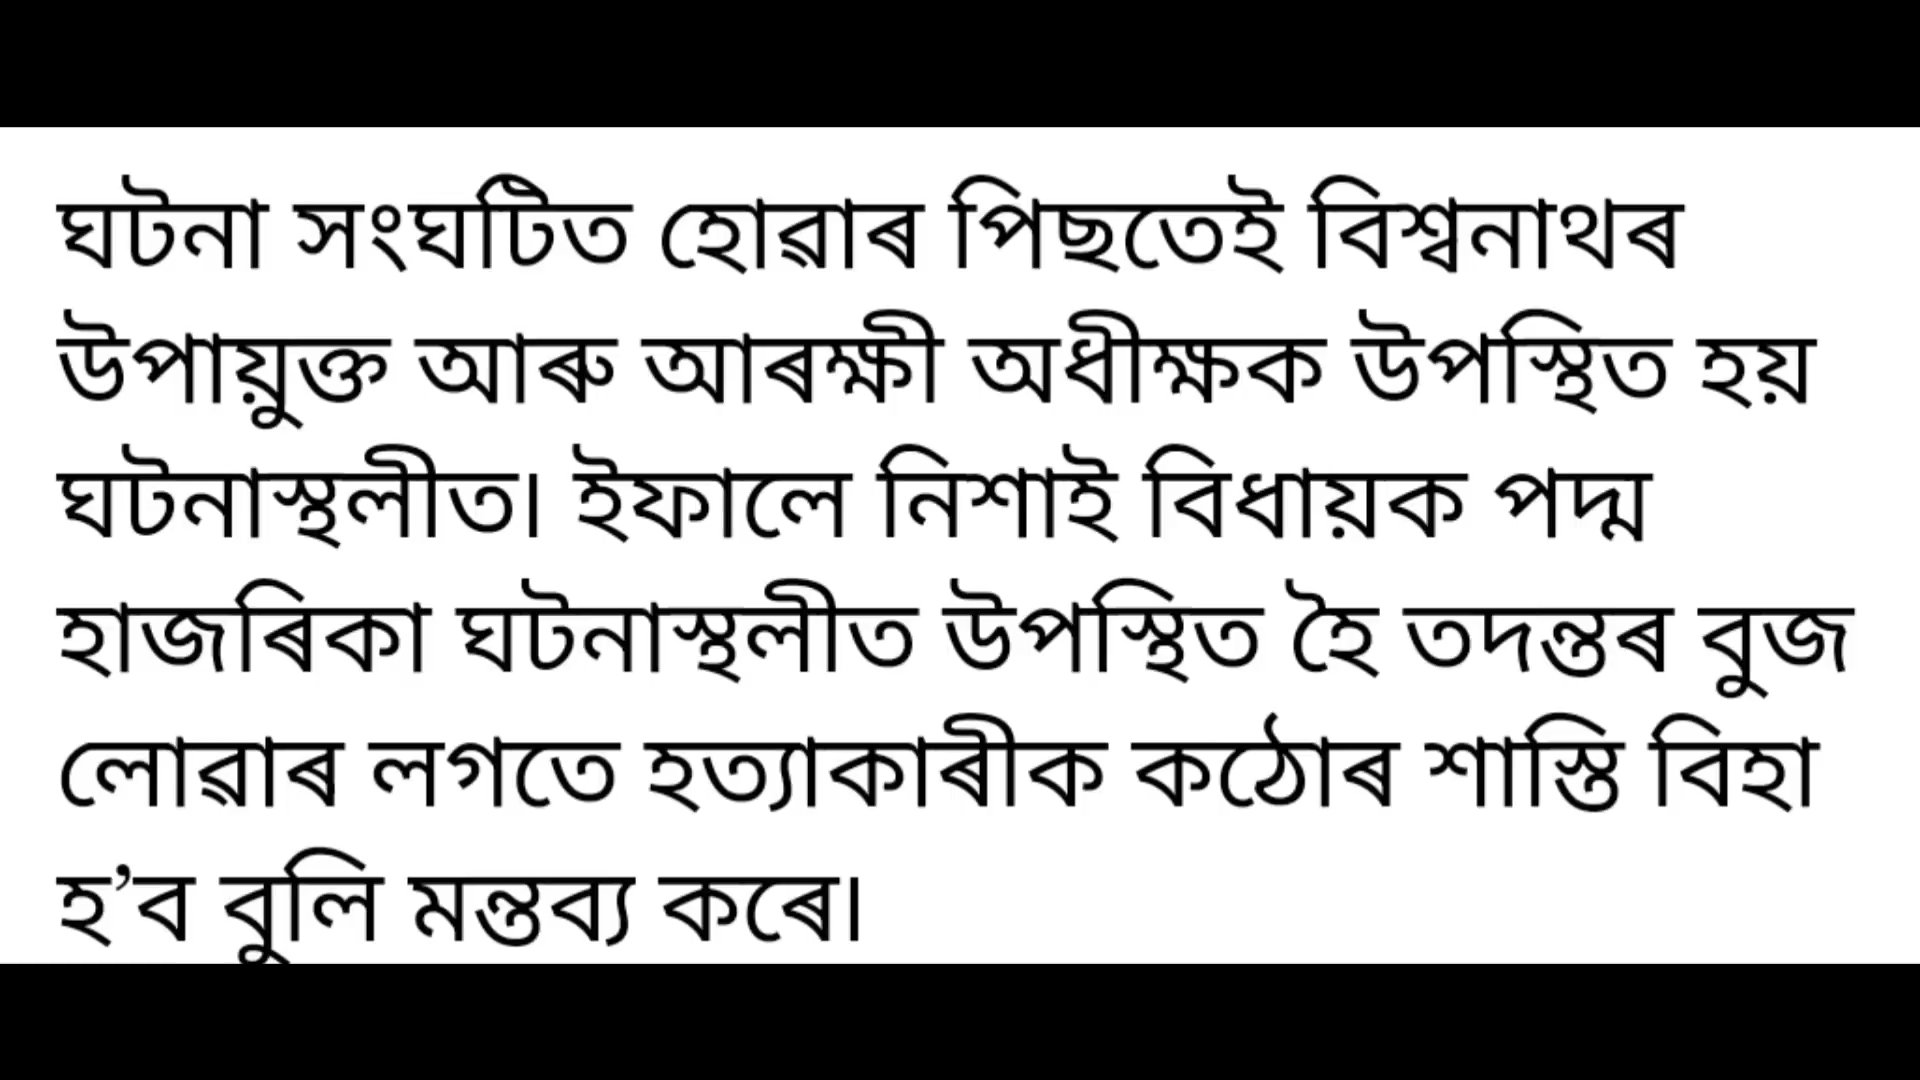 ঘটনা সংঘটিত হোৱাৰ পিছতেই বিশ্বনাথৰ
উপায়ুক্ত আৰু আৰক্ষী অধীক্ষক উপস্থিত হয়
ঘটনাস্থলীত। ইফালে নিশাই বিধায়ক পদ্ম
হাজৰিকা ঘটনাস্থলীত উপস্থিত হৈ তদন্তৰ বুজ
লোৱাৰ লগতে হত্যাকাৰীক কঠোৰ শাস্তি বিহা
হ’ব বুলি মন্তব্য কৰে।